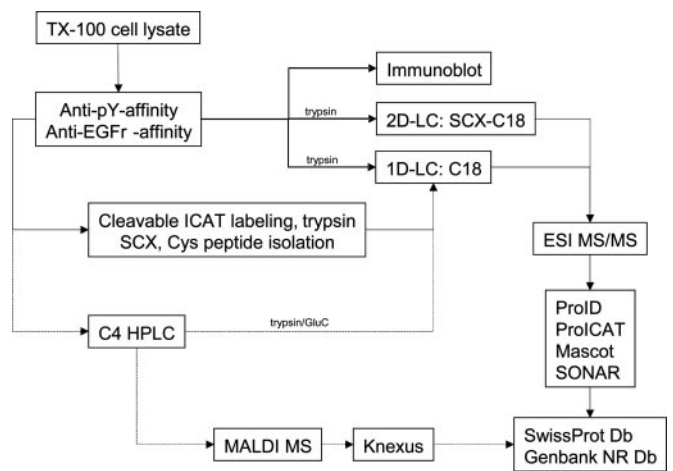 TX-100 cell lysate
Anti-pY-affinity
Anti-EGFr -affinity
Immunoblot
trypsin
2D-LC: SCX-C18
trypsin
1D-LC: C18
Cleavable ICAT labeling, trypsin
SCX, Cys peptide isolation
ESI MS/MS
C4 HPLC
trypsin/GluC
ProID
ProICAT
Mascot
SONAR
MALDI MS
Knexus
SwissProt Db
Genbank NR Db